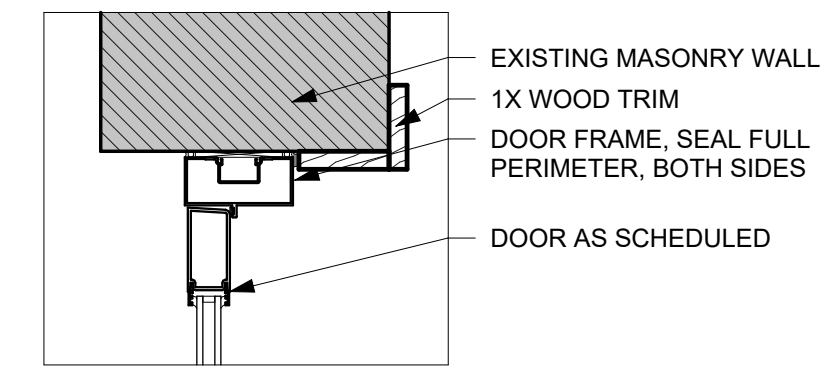 EXISTING MASONRY WALL
1X WOOD TRIM
DOOR FRAME, SEAL FULL
PERIMETER, BOTH SIDES
DOOR AS SCHEDULED